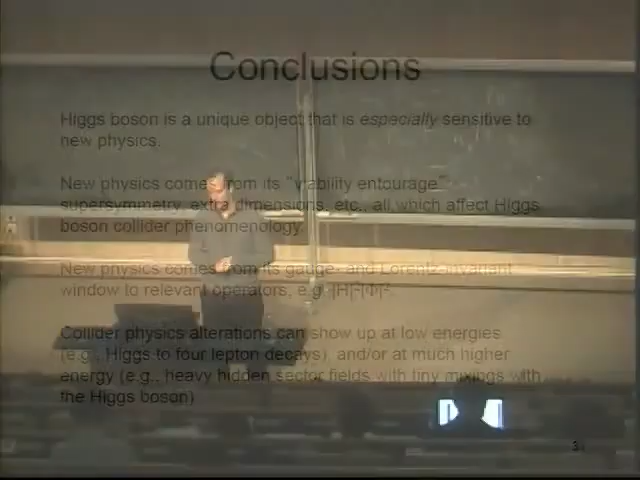 Conclusions
Higgs boson is a unique object that is especially sensitive to
new physics.
New physics comes from its "viability entourage"
supersymmetry, extra dimensions, etc., all which affect Higgs
boson collider phenomenology.
New physics comes from its gauge- and Lorentz-invariant
window to relevant operators, e.g. |H|²|Φ|².
Collider physics alterations can show up at low energies
(e.g., Higgs to four lepton decays), and/or at much higher
energy (e.g., heavy hidden sector fields with tiny mixings with
the Higgs boson)